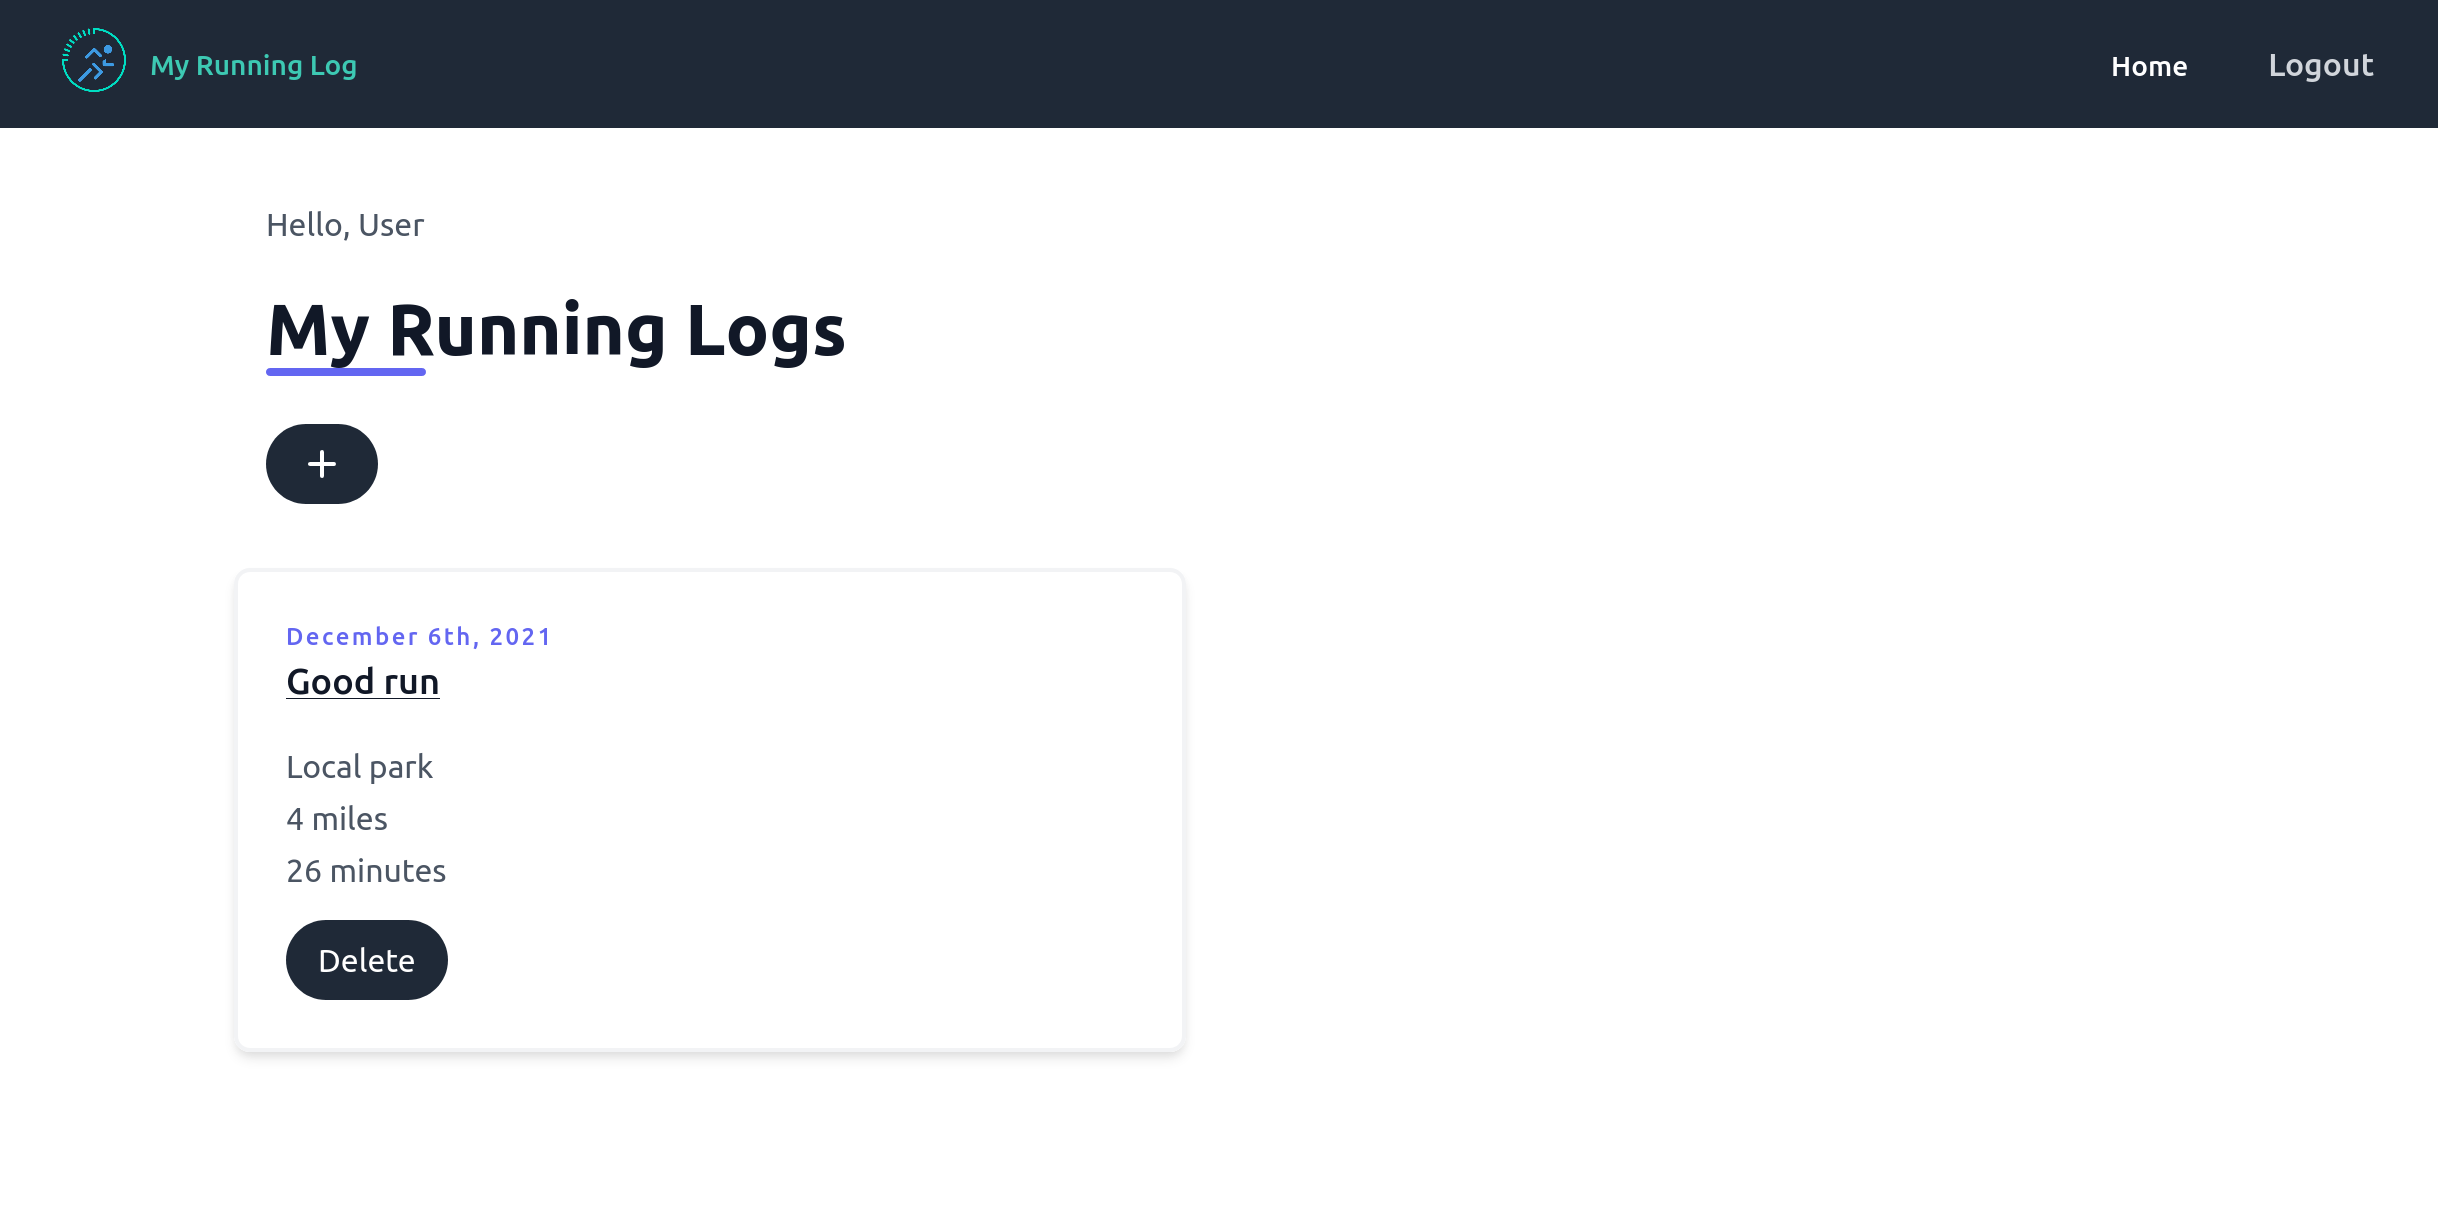 My Running Log
Home
Logout
Hello, User
My Running Logs
+
December 6th, 2021
Good run
Local park
4 miles
26 minutes
Delete